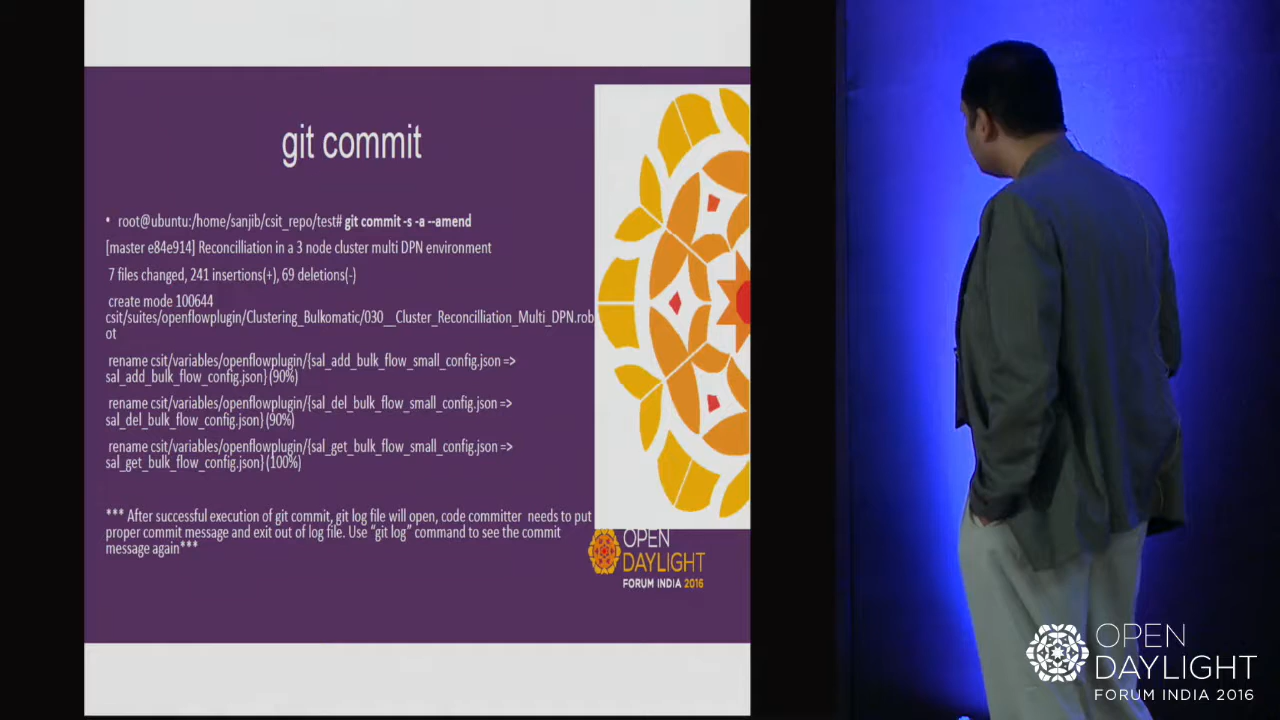 git commit
• root@ubuntu:/home/sanjib/csit_repo/test# git commit -s -a --amend
[master e84e914] Reconcilliation in a 3 node cluster multi DPN environment
7 files changed, 241 insertions(+), 69 deletions(-)
create mode 100644
csit/suites/openflowplugin/Clustering_Bulkomatic/030__Cluster_Reconcilliation_Multi_DPN.rob
ot
rename csit/variables/openflowplugin/{sal_add_bulk_flow_small_config.json =>
sal_add_bulk_flow_config.json} (90%)
rename csit/variables/openflowplugin/{sal_del_bulk_flow_small_config.json =>
sal_del_bulk_flow_config.json} (90%)
rename csit/variables/openflowplugin/{sal_get_bulk_flow_small_config.json =>
sal_get_bulk_flow_config.json} (100%)
*** After successful execution of git commit, git log file will open, code committer needs to put
proper commit message and exit out of log file. Use “git log” command to see the commit
message again***
OPEN
DAYLIGHT
FORUM INDIA 2016
OPEN
DAYLIGHT
FORUM INDIA 2016